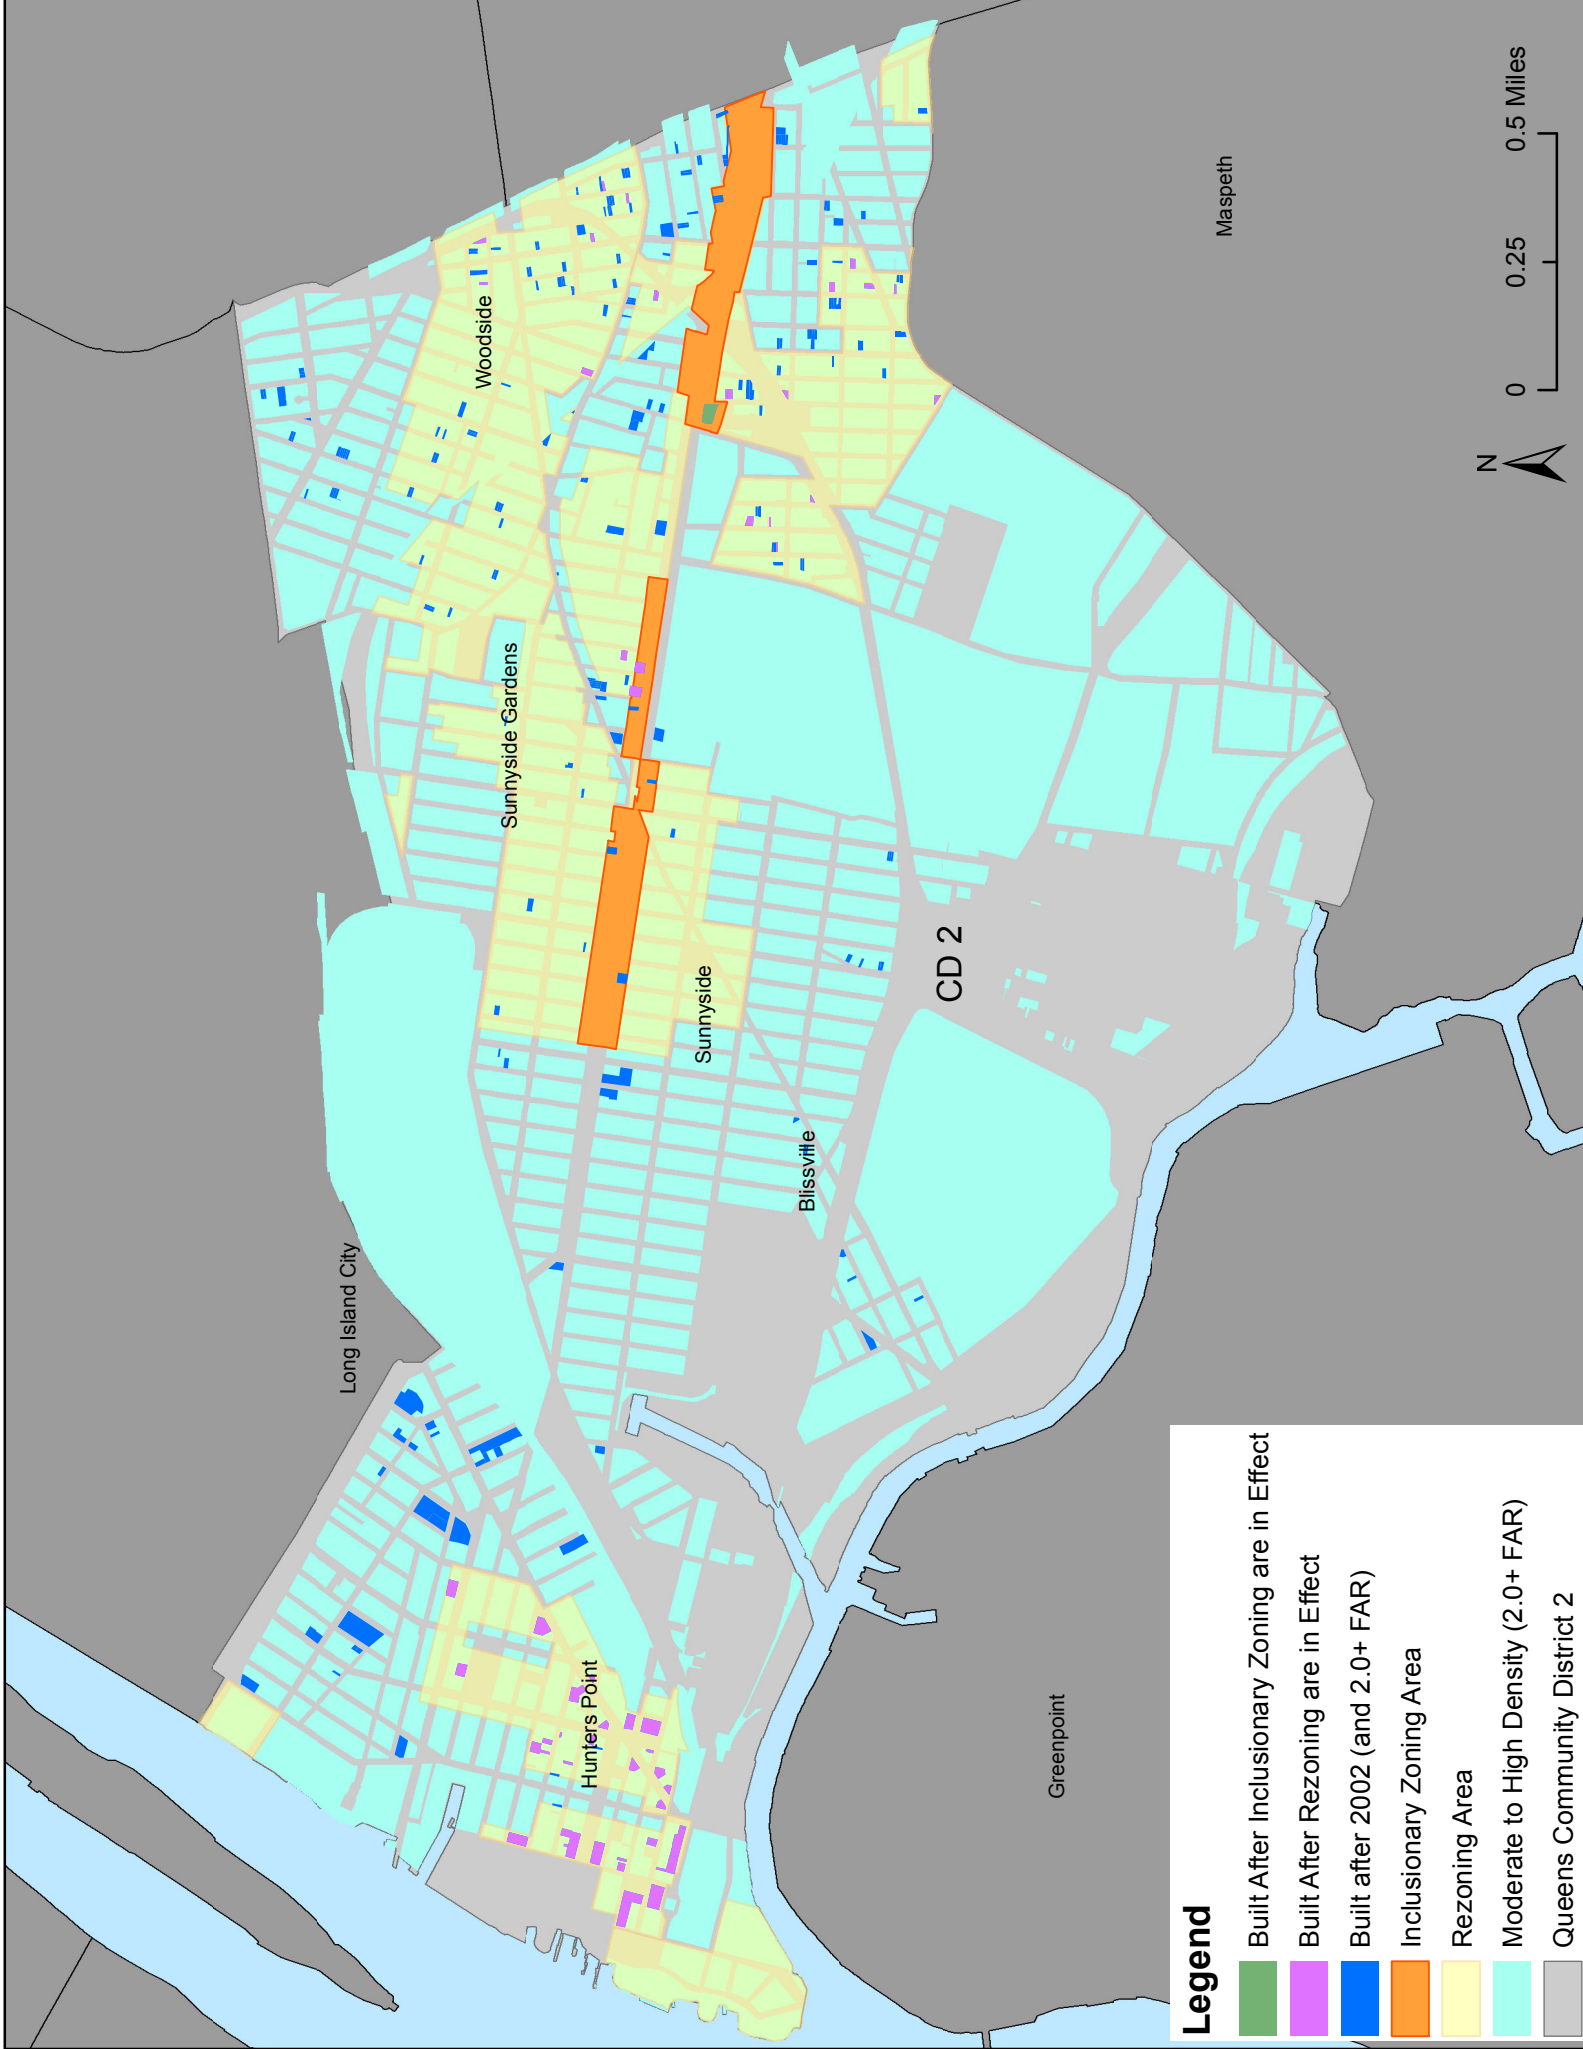 Woodside
Sunnyside Gardens
Long Island City
Sunnyside
Blissville
CD 2
Hunters Point
Maspeth
Greenpoint
N
0 0.25 0.5 Miles
Legend
Built After Inclusionary Zoning are in Effect
Built After Rezoning are in Effect
Built after 2002 (and 2.0+ FAR)
Inclusionary Zoning Area
Rezoning Area
Moderate to High Density (2.0+ FAR)
Queens Community District 2